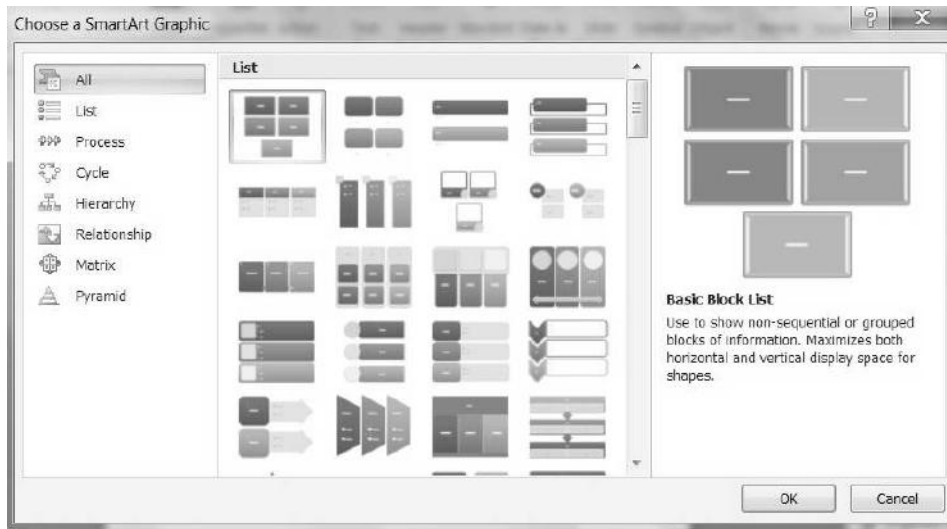 Choose a SmartArt Graphic
All
List
Process
Cycle
Hierarchy
Relationship
Matrix
Pyramid
List
Basic Block List
Use to show non-sequential or grouped
blocks of information. Maximizes both
horizontal and vertical display space for
shapes.
OK
Cancel